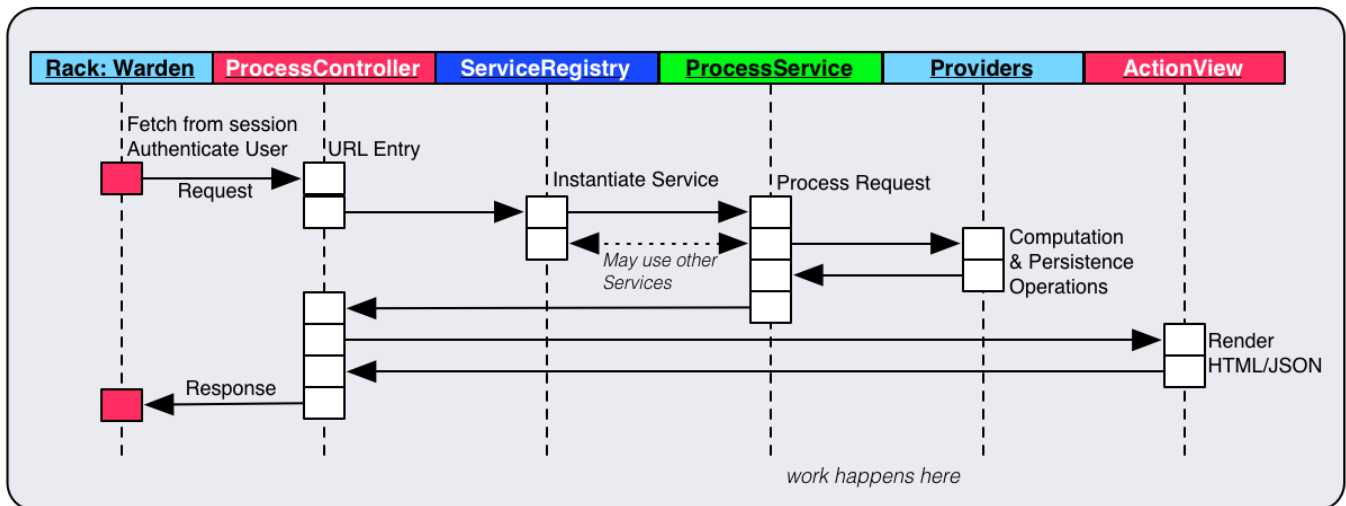 Rack: Warden
ProcessController
ServiceRegistry
ProcessService
Providers
ActionView
Fetch from session
Authenticate User
URL Entry
Request
Instantiate Service
Process Request
May use other
Services
Computation
& Persistence
Operations
Render
HTML/JSON
Response
work happens here